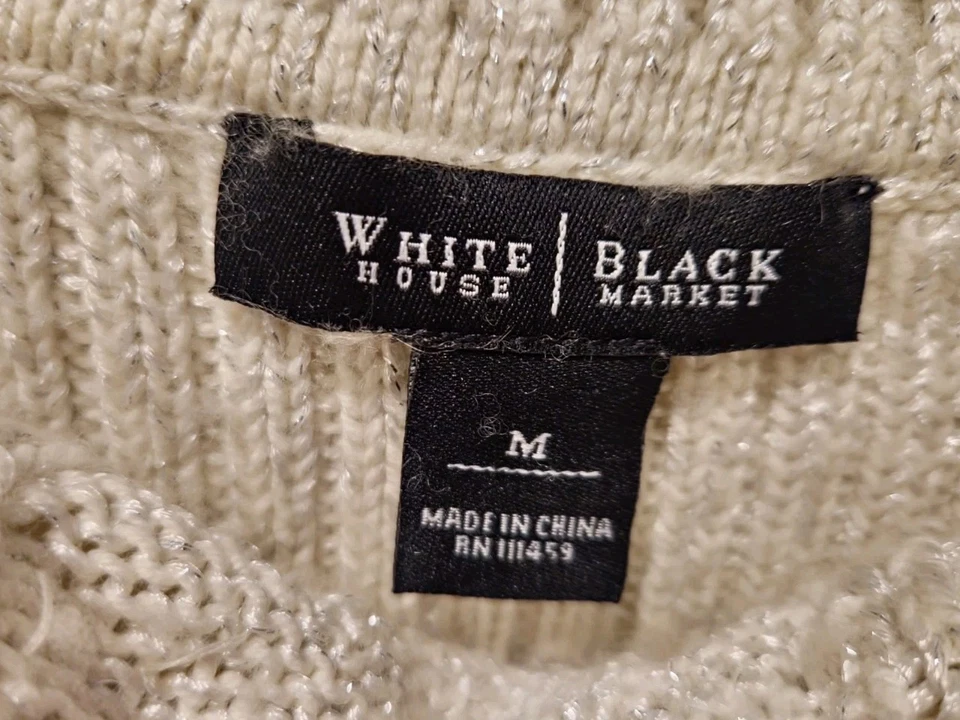 WHITE | BLACK
HOUSE MARKET
M
MADE IN CHINA
RN 111459